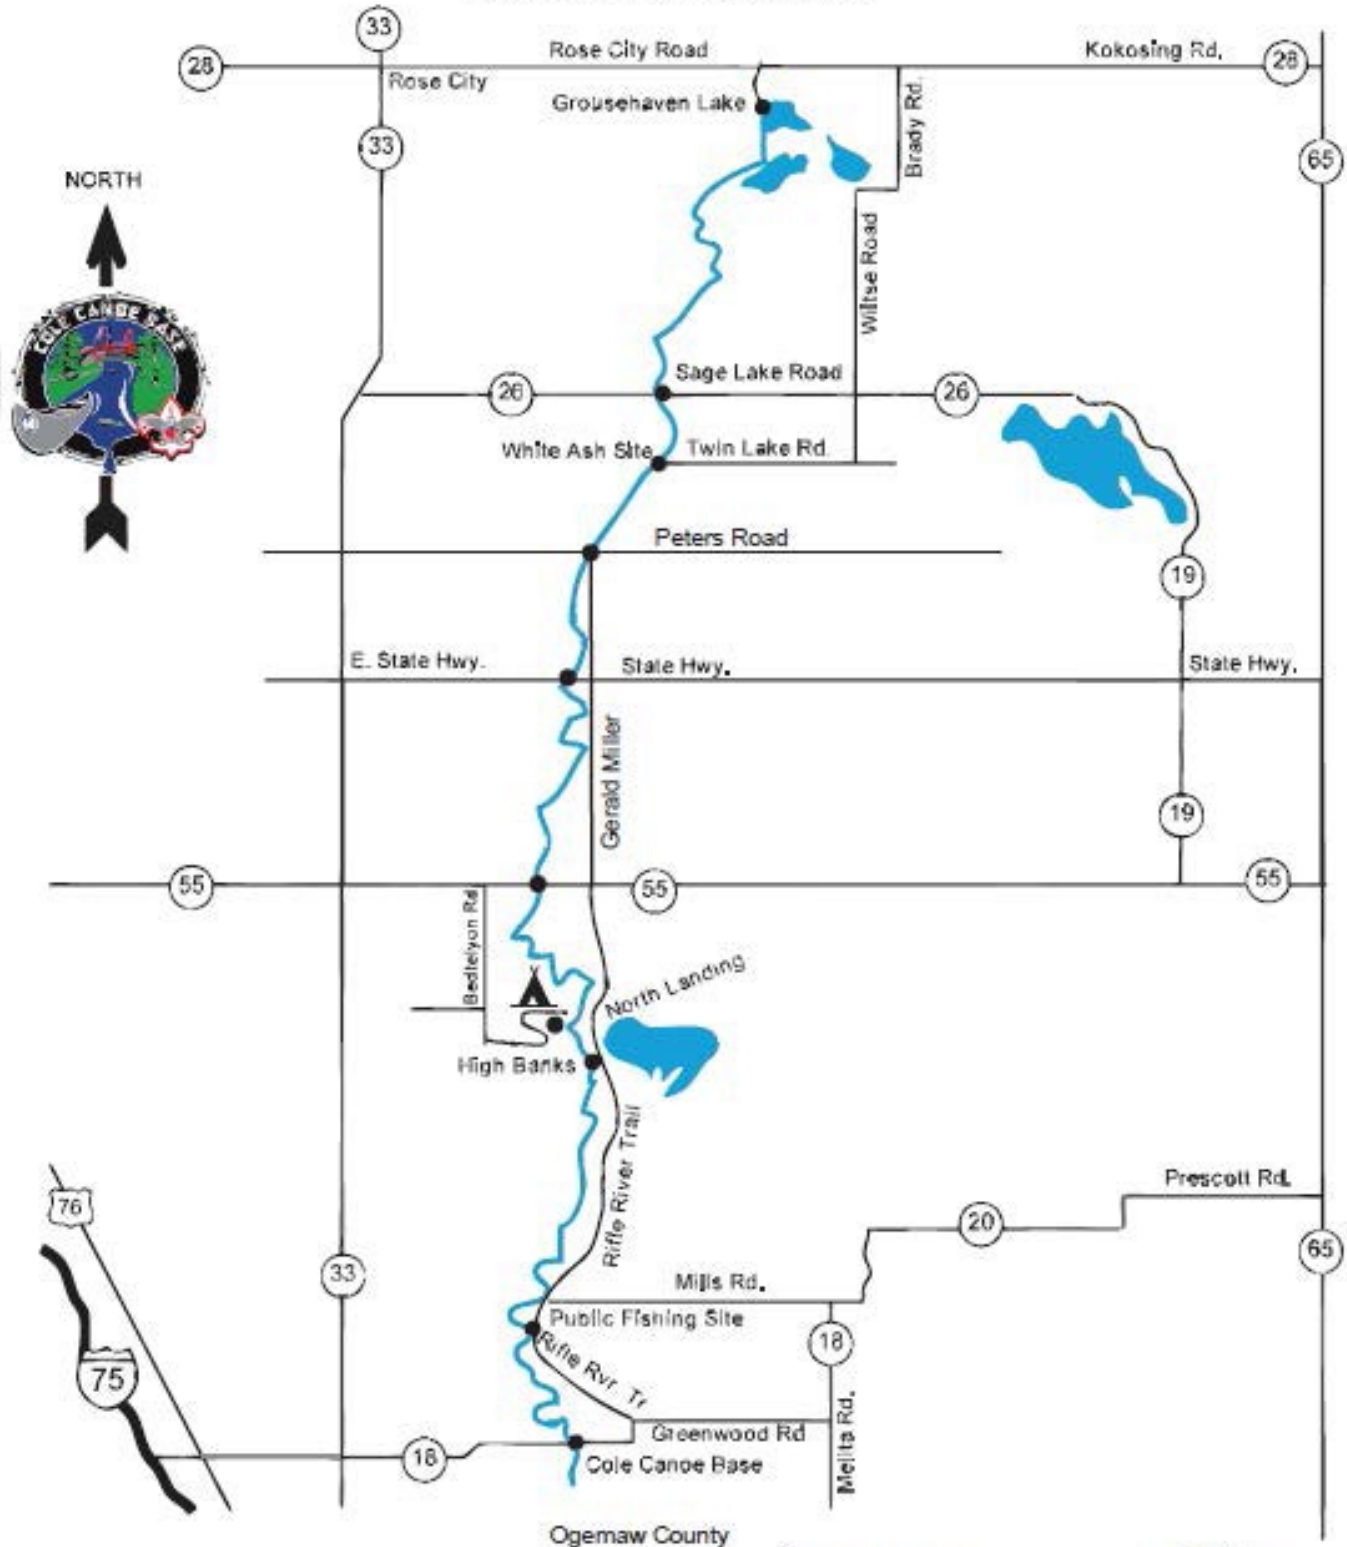 33
28
Rose City Road
Kokosing Rd.
28
Rose City
Grousehaven Lake
Brady Rd.
33
65
NORTH
COLE CANOE BASE
Wiltse Road
Sage Lake Road
26
26
White Ash Site
Twin Lake Rd.
Peters Road
19
E. State Hwy.
State Hwy.
State Hwy.
Gerald Miller
19
55
55
55
Bedtelyon Rd
North Landing
High Banks
Rifle River Trail
Prescott Rd.
76
20
65
33
Mills Rd.
Public Fishing Site
18
75
Rifle Rvr. Tr
Greenwood Rd
Melita Rd.
18
Cole Canoe Base
Ogemaw County